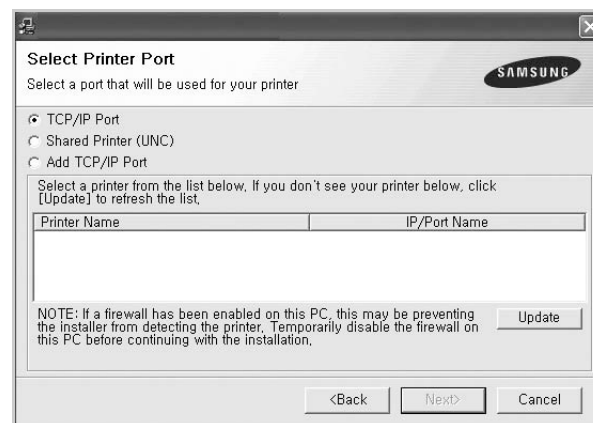 Select Printer Port
Select a port that will be used for your printer
SAMSUNG
TCP/IP Port
Shared Printer (UNC)
Add TCP/IP Port
Select a printer from the list below. If you don't see your printer below, click
[Update] to refresh the list.
Printer Name IP/Port Name
NOTE: If a firewall has been enabled on this PC, this may be preventing
the installer from detecting the printer. Temporarily disable the firewall on
this PC before continuing with the installation.
Update
<Back Next> Cancel